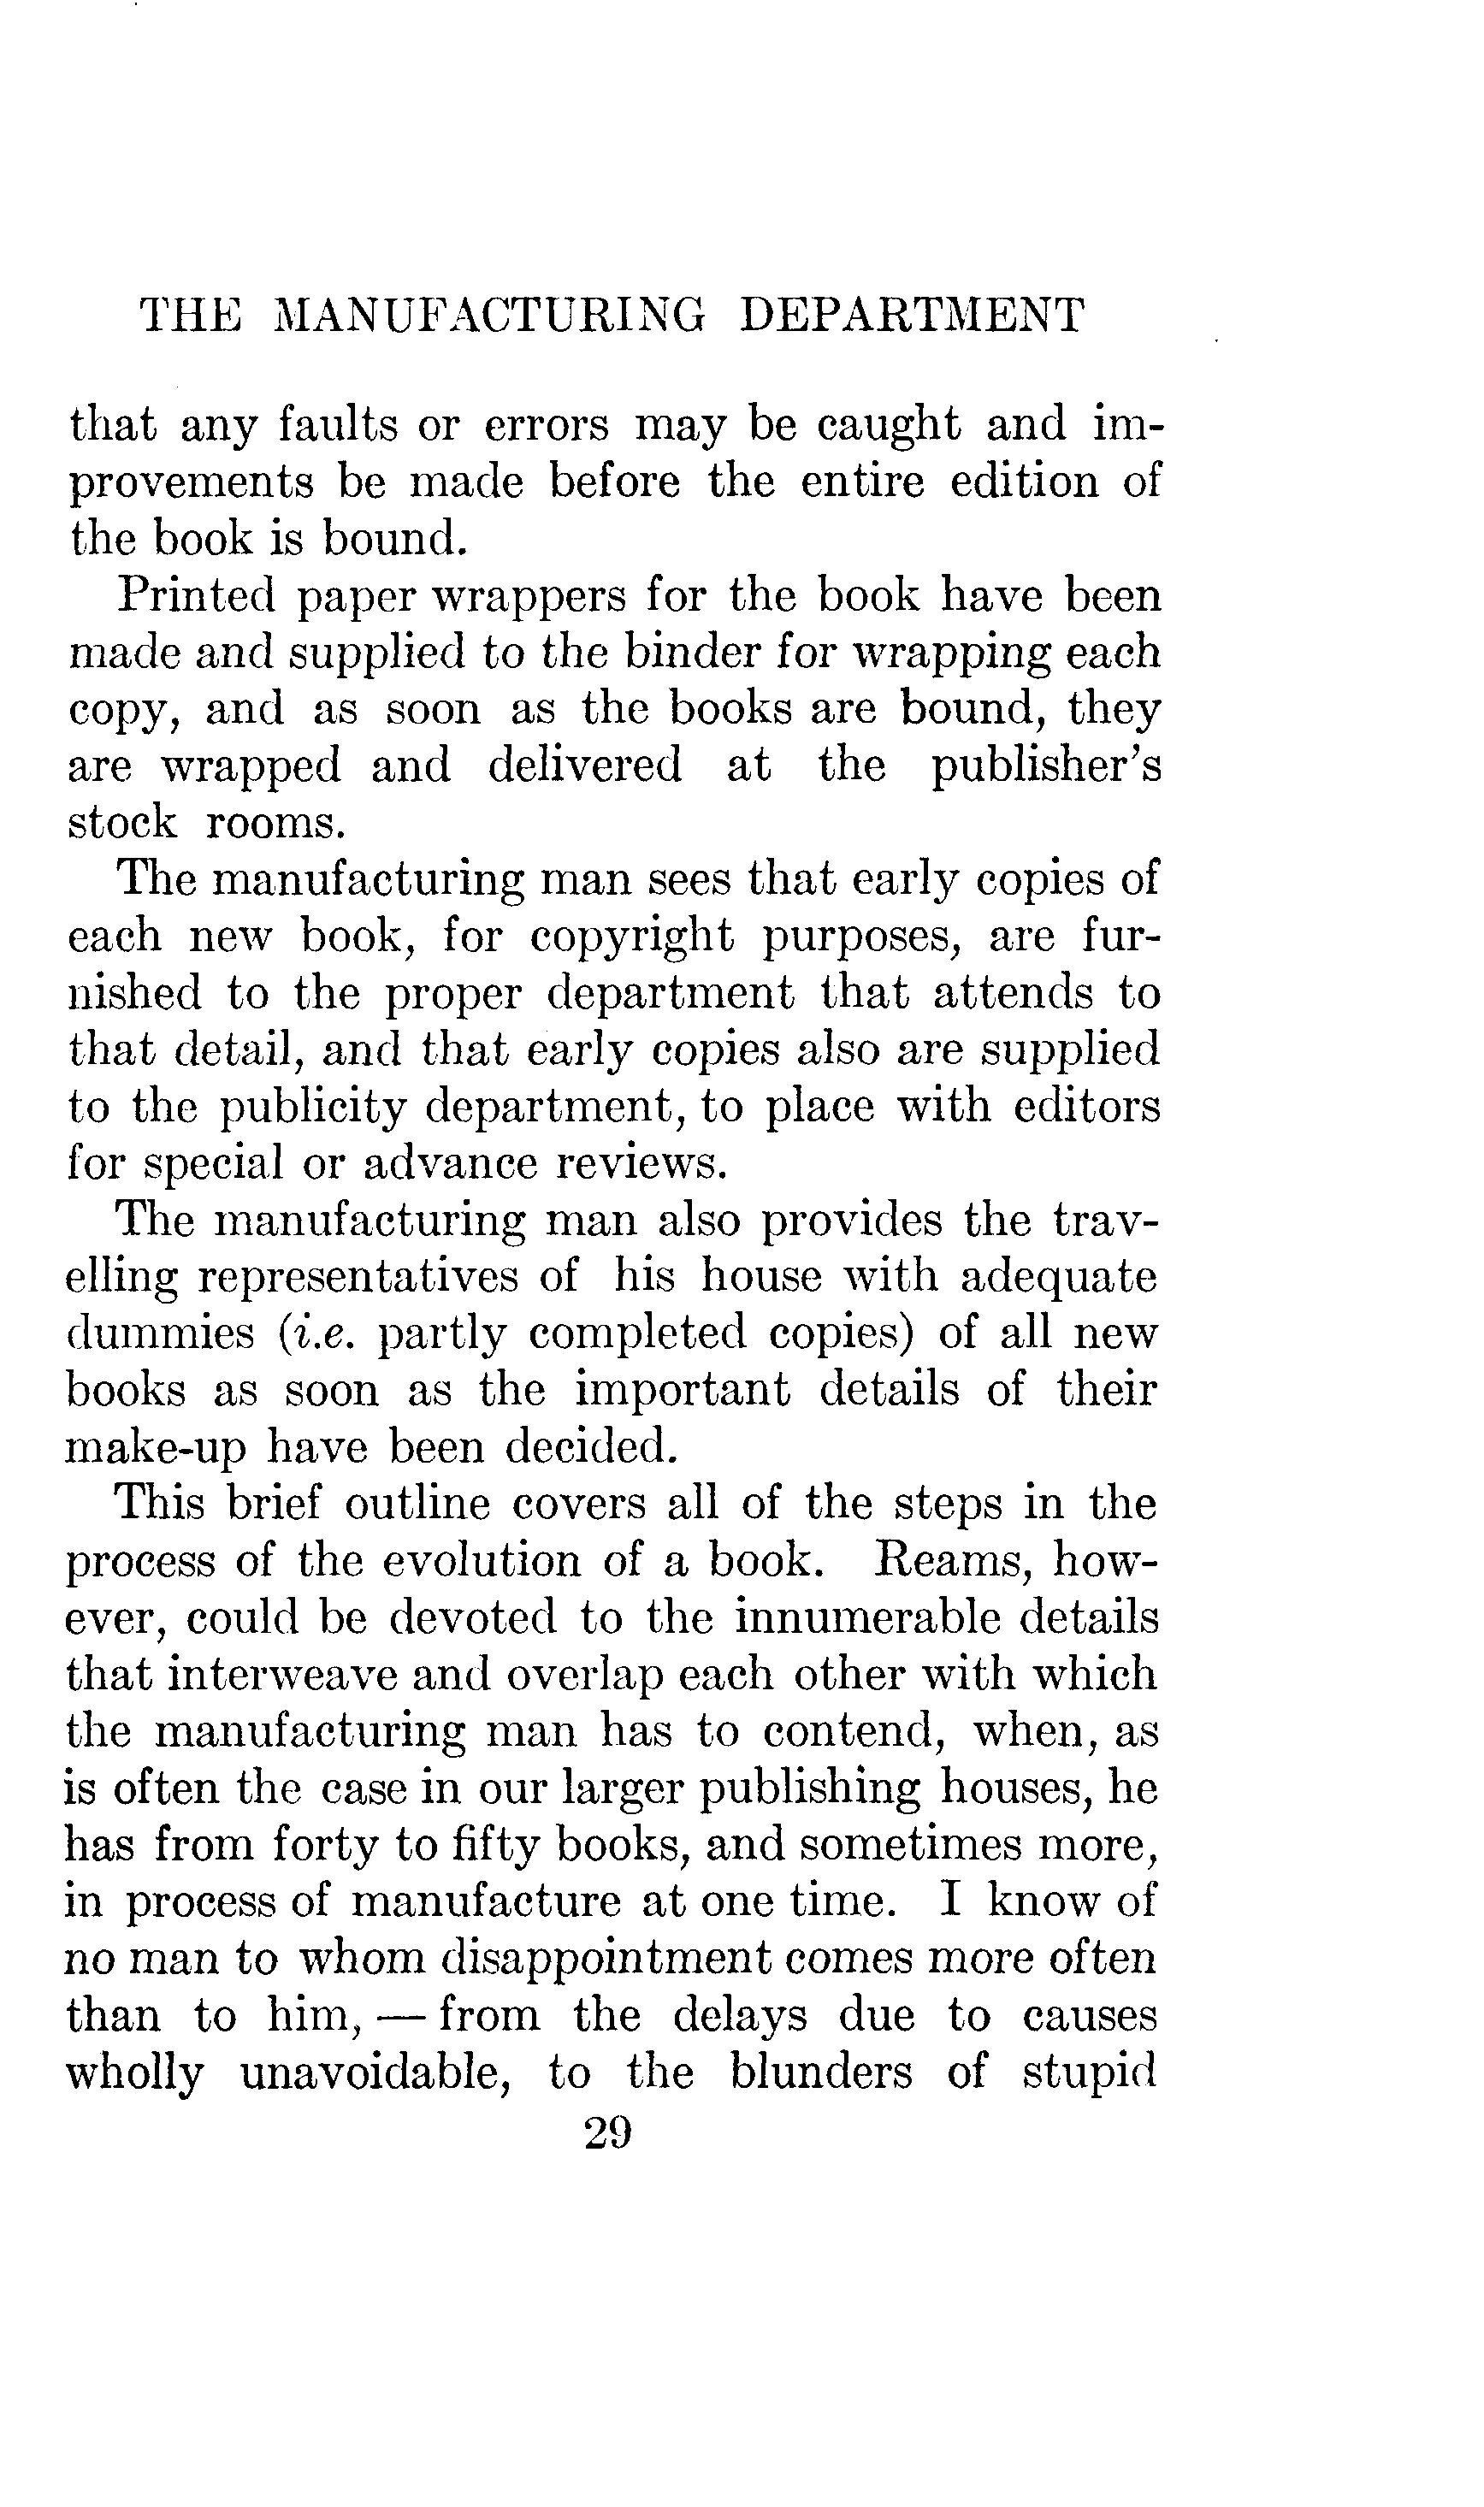 THE MANUFACTURING DEPARTMENT
that any faults or errors may be caught and im-
provements be made before the entire edition of
the book is bound.
Printed paper wrappers for the book have been
made and supplied to the binder for wrapping each
copy, and as soon as the books are bound, they
are wrapped and delivered at the publisher's
stock rooms.
The manufacturing man sees that early copies of
each new book, for copyright purposes, are fur-
nished to the proper department that attends to
that detail, and that early copies also are supplied
to the publicity department, to place with editors
for special or advance reviews.
The manufacturing man also provides the trav-
elling representatives of his house with adequate
dummies (i.e. partly completed copies) of all new
books as soon as the important details of their
make-up have been decided.
This brief outline covers all of the steps in the
process of the evolution of a book. Reams, how-
ever, could be devoted to the innumerable details
that interweave and overlap each other with which
the manufacturing man has to contend, when, as
is often the case in our larger publishing houses, he
has from forty to fifty books, and sometimes more,
in process of manufacture at one time. I know of
no man to whom disappointment comes more often
than to him, — from the delays due to causes
wholly unavoidable, to the blunders of stupid
29